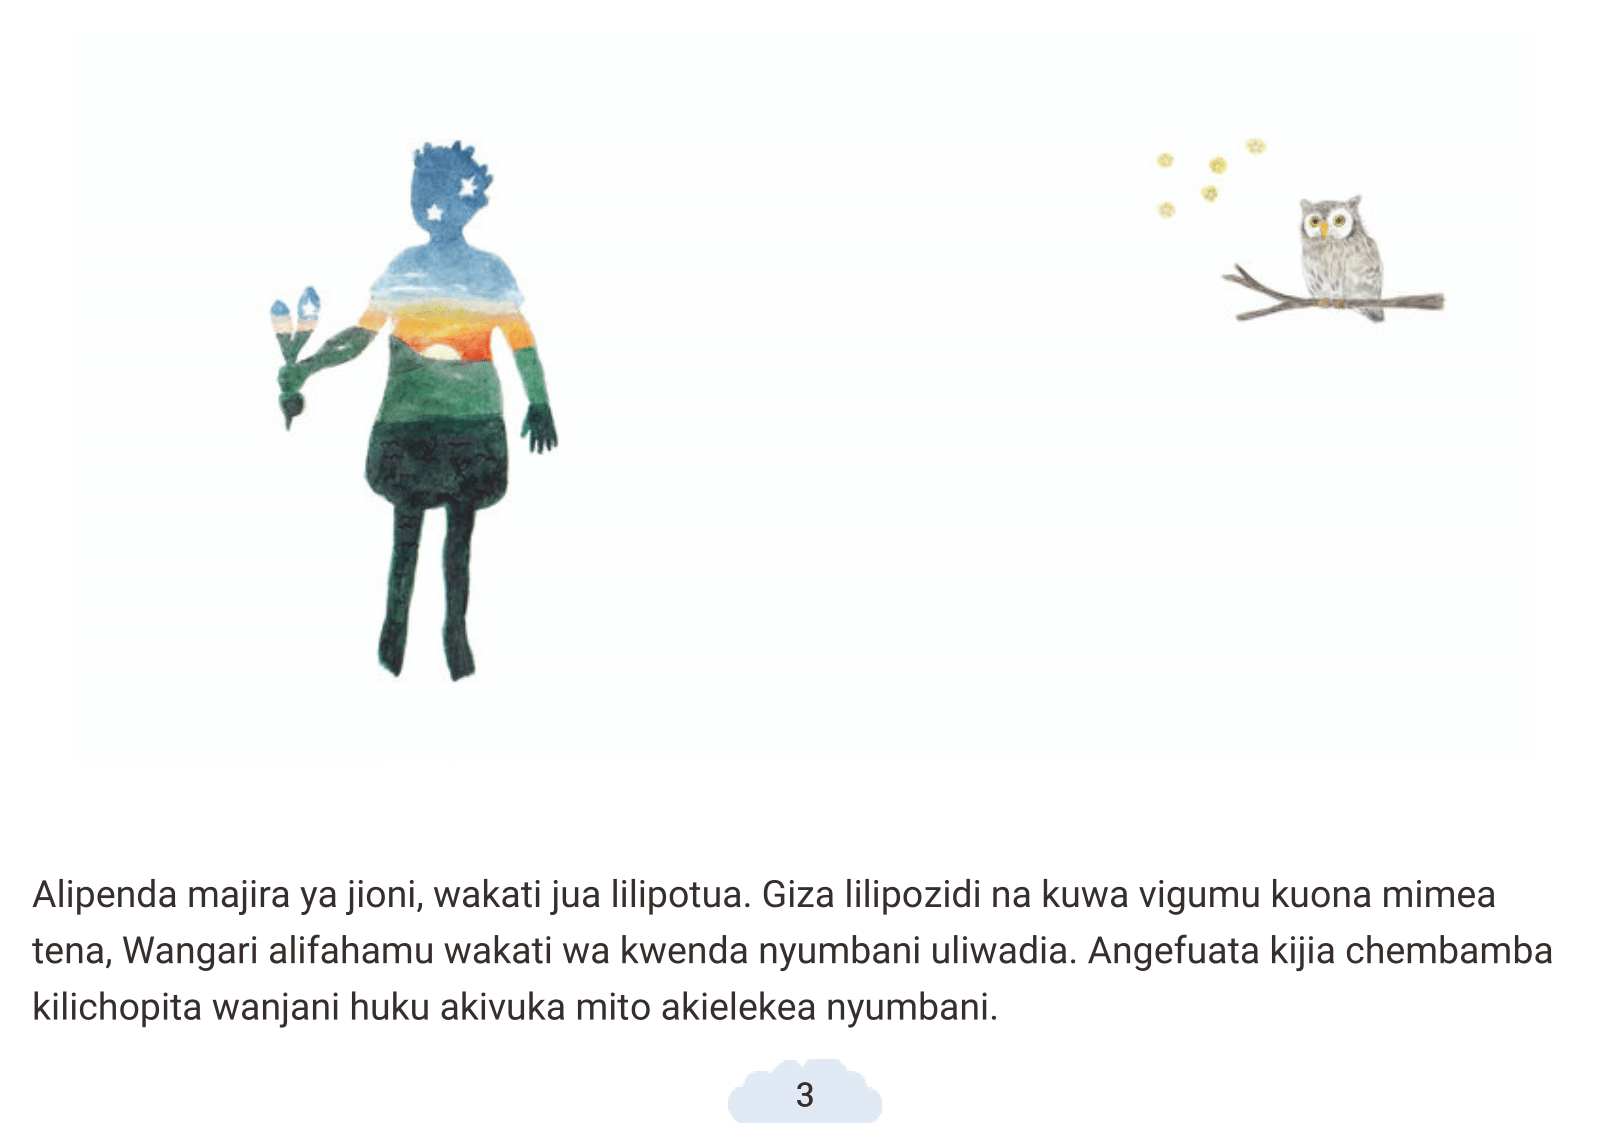 Alipenda majira ya jioni, wakati jua lilipotua. Giza lilipozidi na kuwa vigumu kuona mimea
tena, Wangari alifahamu wakati wa kwenda nyumbani uliwadia. Angefuata kijia chembamba
kilichopita wanjani huku akivuka mito akielekea nyumbani.
3